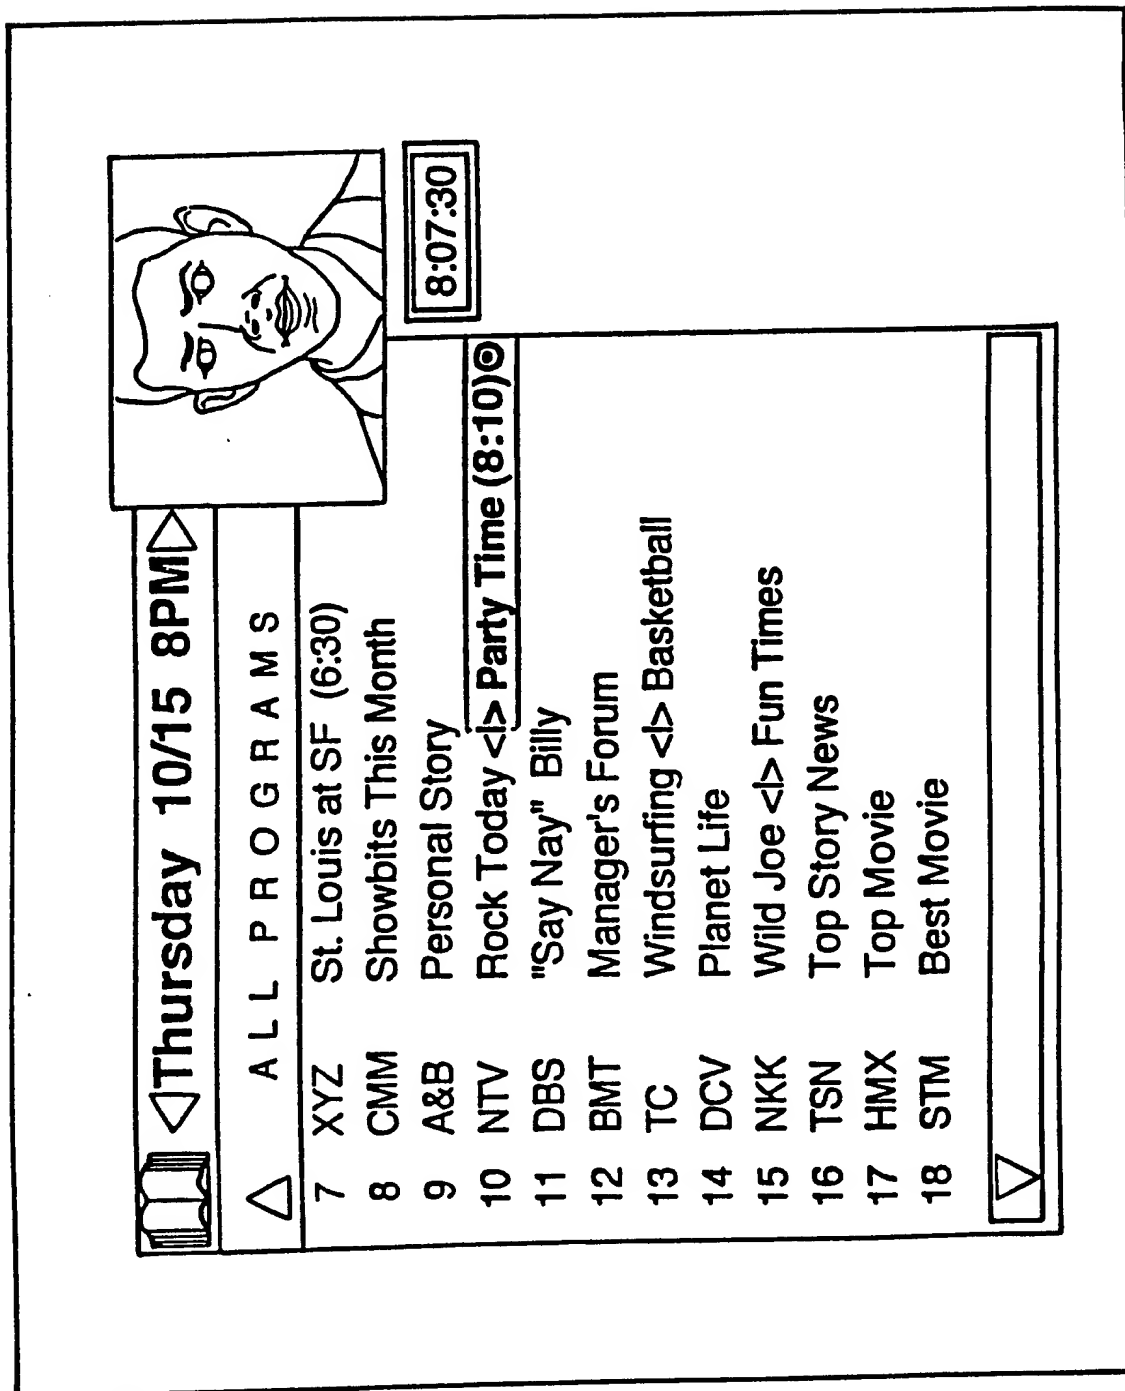 Thursday 10/15 8PM
ALL PROGRAMS
8:07:30
7 XYZ St. Louis at SF (6:30)
8 CMM Showbits This Month
9 A&B Personal Story
10 NTV Rock Today <|> Party Time (8:10)
11 DBS "Say Nay" Billy
12 BMT Manager's Forum
13 TC Windsurfing <|> Basketball
14 DCV Planet Life
15 NKK Wild Joe <|> Fun Times
16 TSN Top Story News
17 HMX Top Movie
18 STM Best Movie